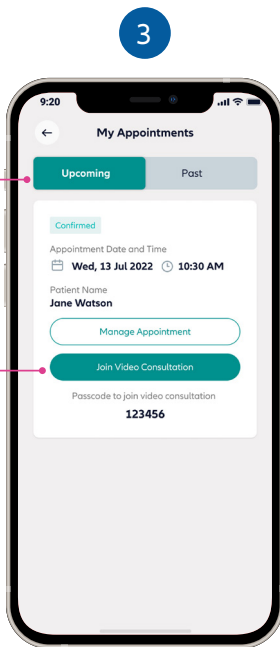 3
9:20
My Appointments
Upcoming Past
Confirmed
Appointment Date and Time
Wed, 13 Jul 2022 10:30 AM
Patient Name
Jane Watson
Manage Appointment
Join Video Consultation
Passcode to join video consultation
123456